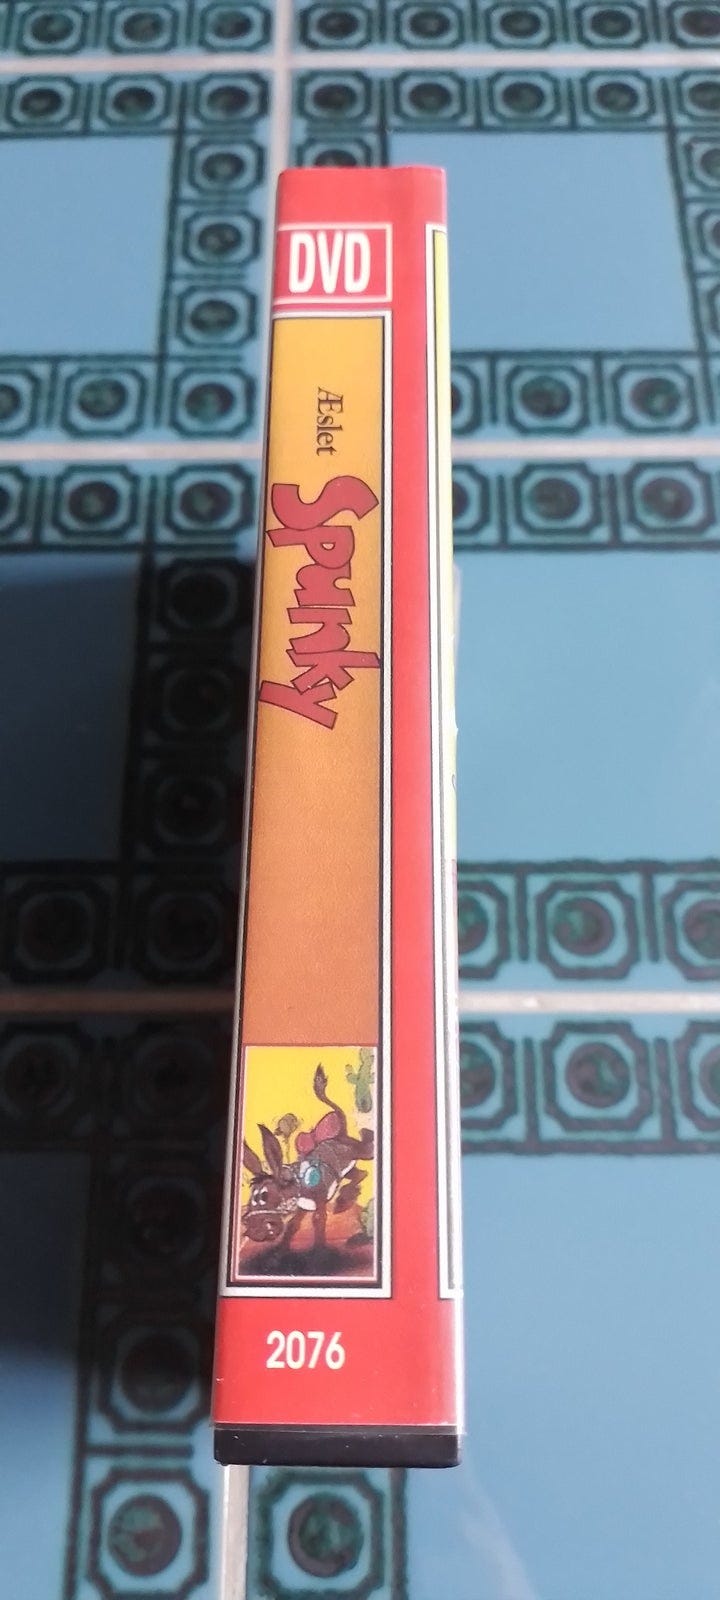 DVD
Æslet
Spunky
2076